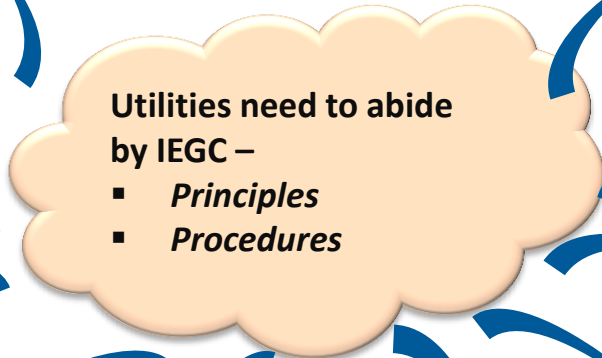 Utilities need to abide
by IEGC –
▪ Principles
▪ Procedures